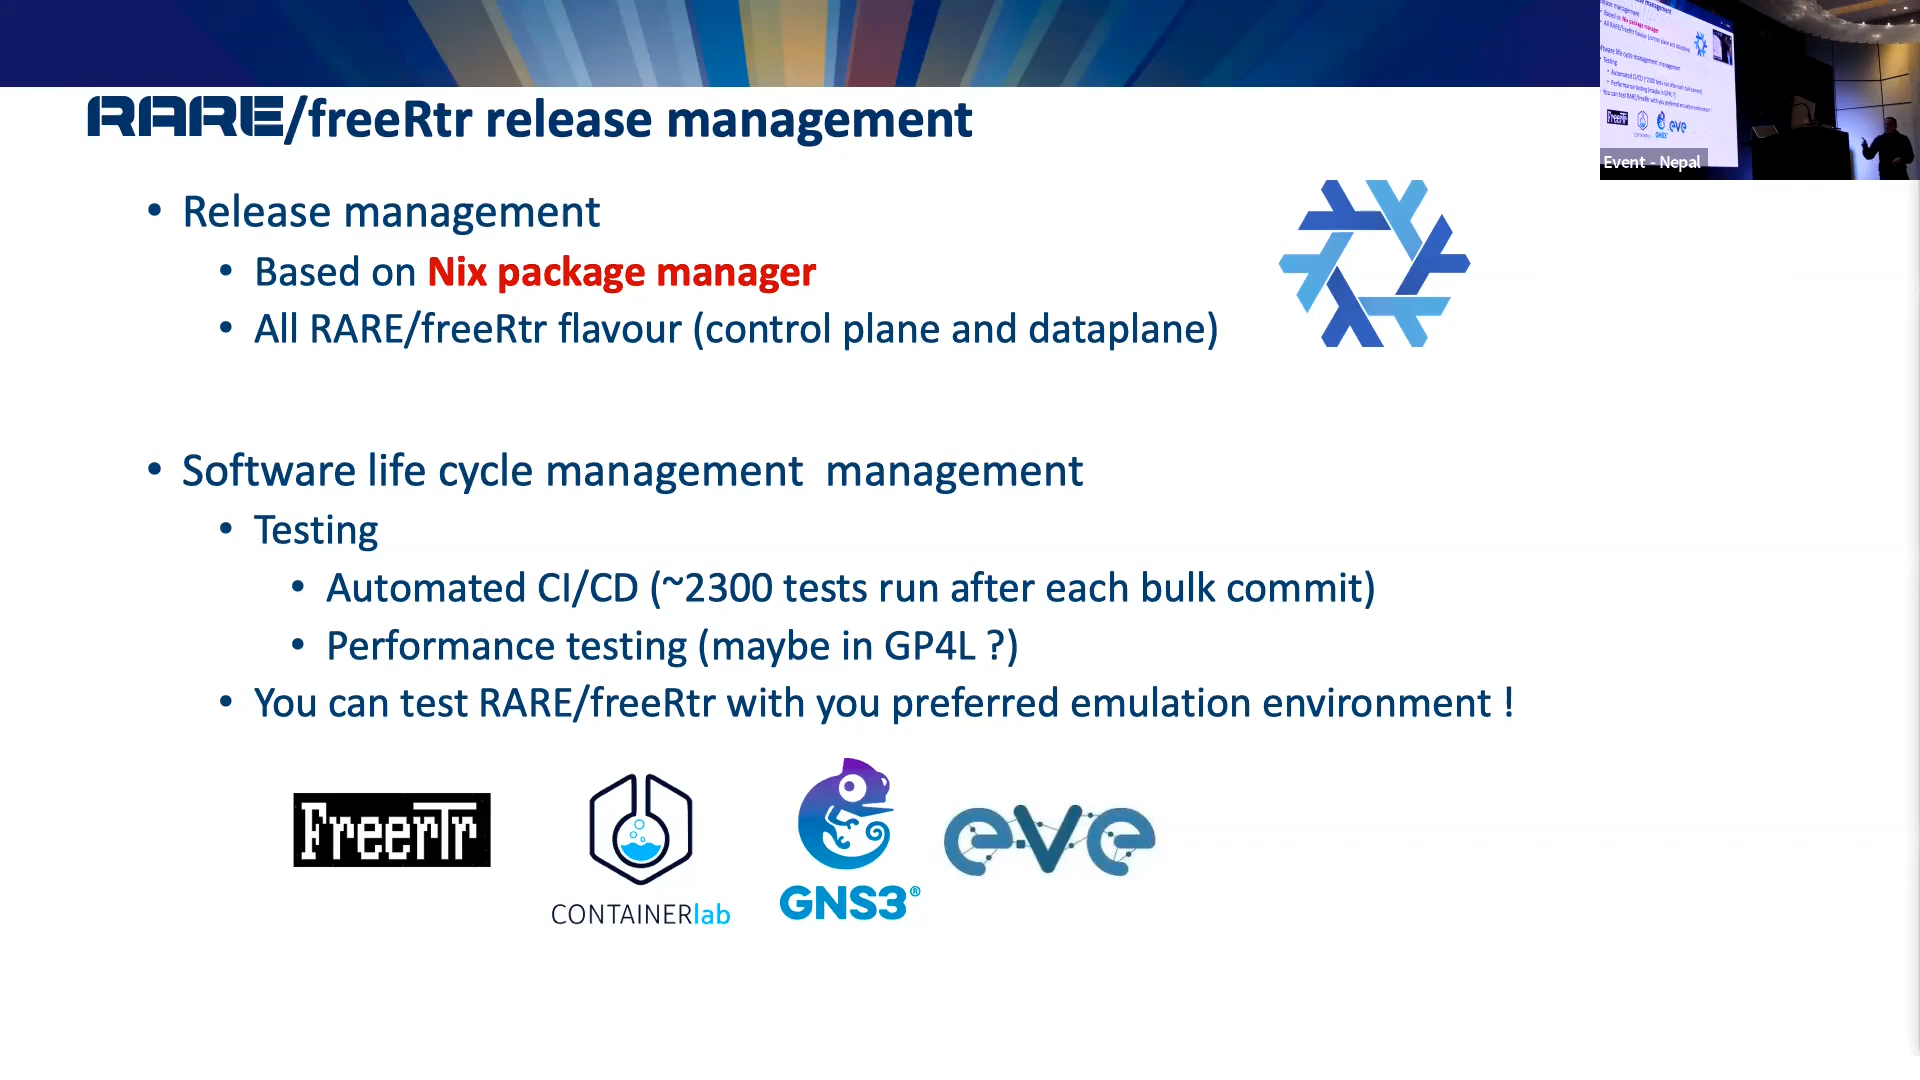 RARE/freeRtr release management
• Release management
• Based on Nix package manager
• All RARE/freeRtr flavour (control plane and dataplane)
• Software life cycle management  management
• Testing
• Automated CI/CD (~2300 tests run after each bulk commit)
• Performance testing (maybe in GP4L ?)
• You can test RARE/freeRtr with you preferred emulation environment !
FreerTr
CONTAINERlab
GNS3®
eve
Event - Nepal